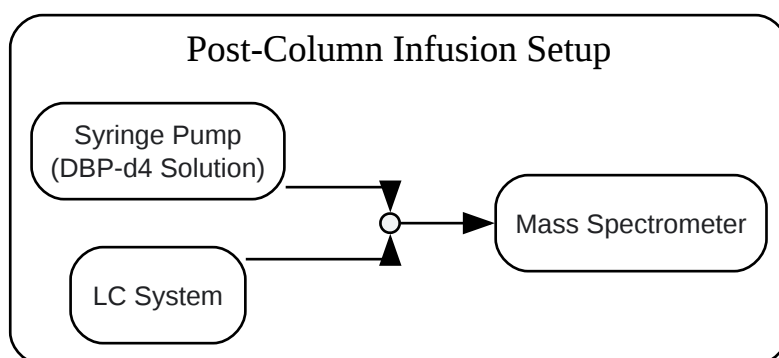 Post-Column Infusion Setup
Syringe Pump
(DBP-d4 Solution)
Mass Spectrometer
LC System